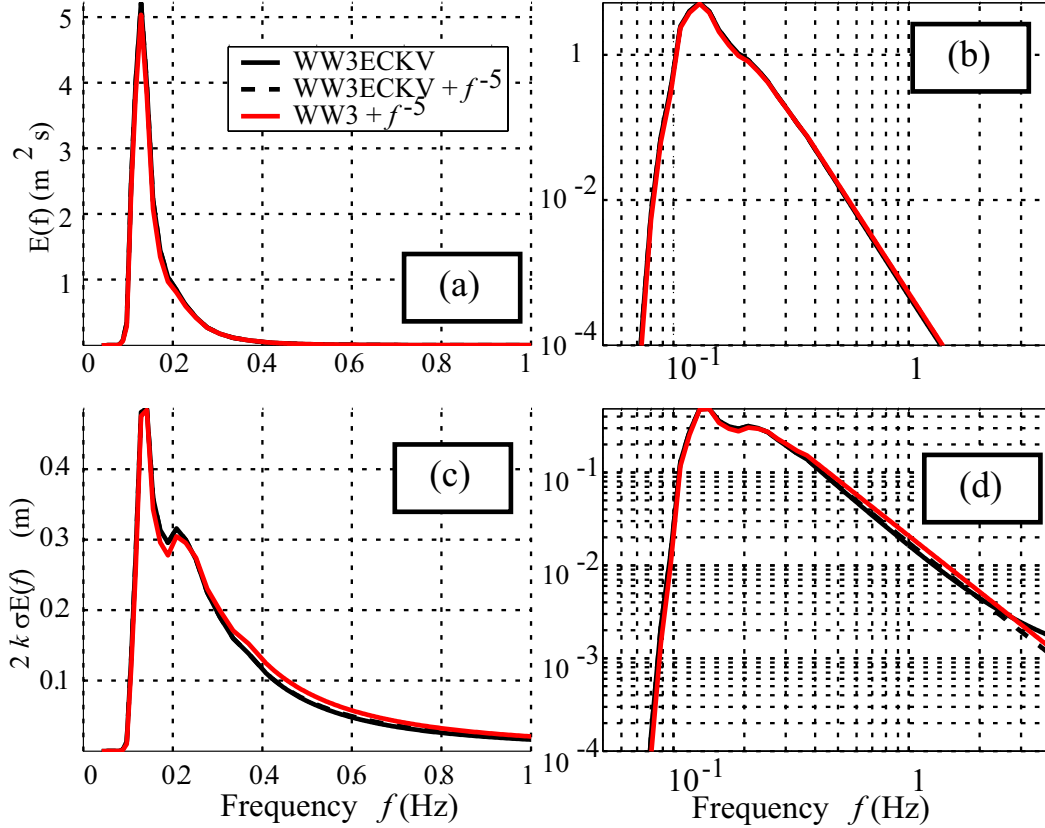 5
4
3
2
1
E(f) (m² s)
WW3ECKV
WW3ECKV + f⁻⁵
WW3 + f⁻⁵
(a)
0 0.2 0.4 0.6 0.8 1
1
10⁻²
10⁻⁴
(b)
10⁻¹ 1
0.4
0.3
0.2
0.1
2 k σE(f) (m)
(c)
0 0.2 0.4 0.6 0.8 1
Frequency f (Hz)
10⁻¹
10⁻²
10⁻³
10⁻⁴
(d)
10⁻¹ 1
Frequency f (Hz)